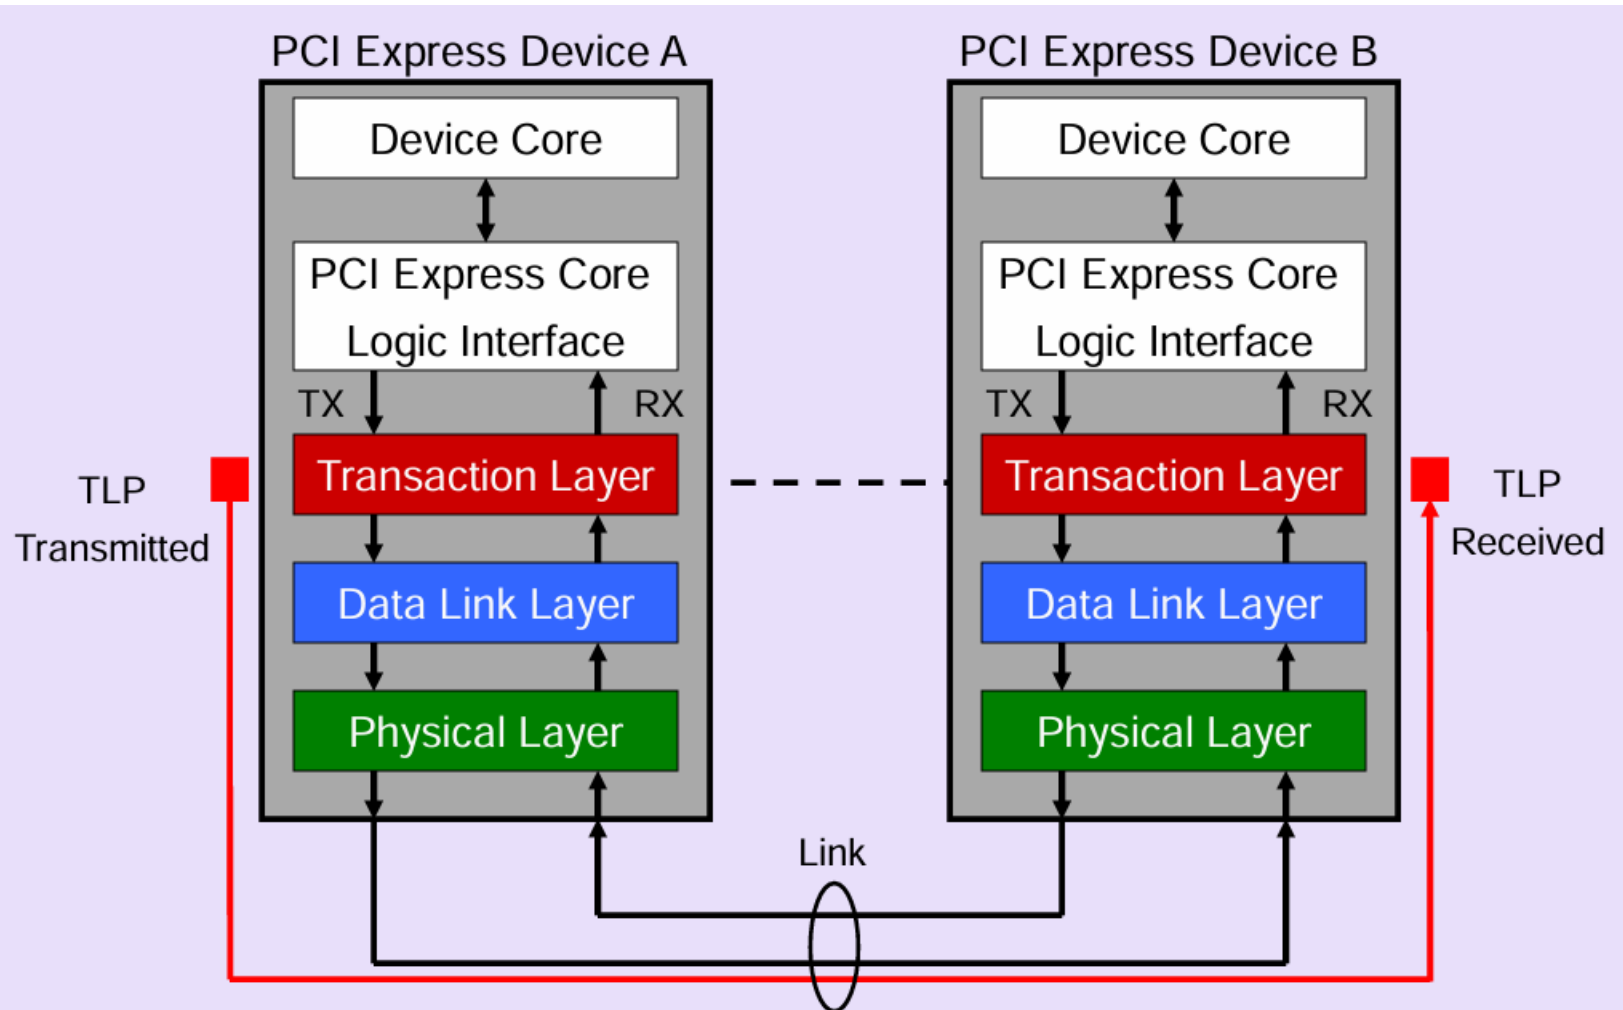 PCI Express Device A
Device Core
PCI Express Core
Logic Interface
TX
RX
Transaction Layer
Data Link Layer
Physical Layer
TLP
Transmitted
PCI Express Device B
Device Core
PCI Express Core
Logic Interface
TX
RX
Transaction Layer
Data Link Layer
Physical Layer
TLP
Received
Link